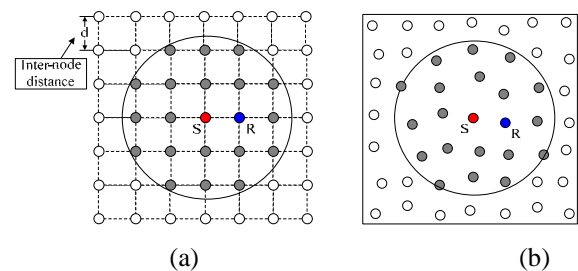 d
Inter-node
distance
S R
S R
(a) (b)